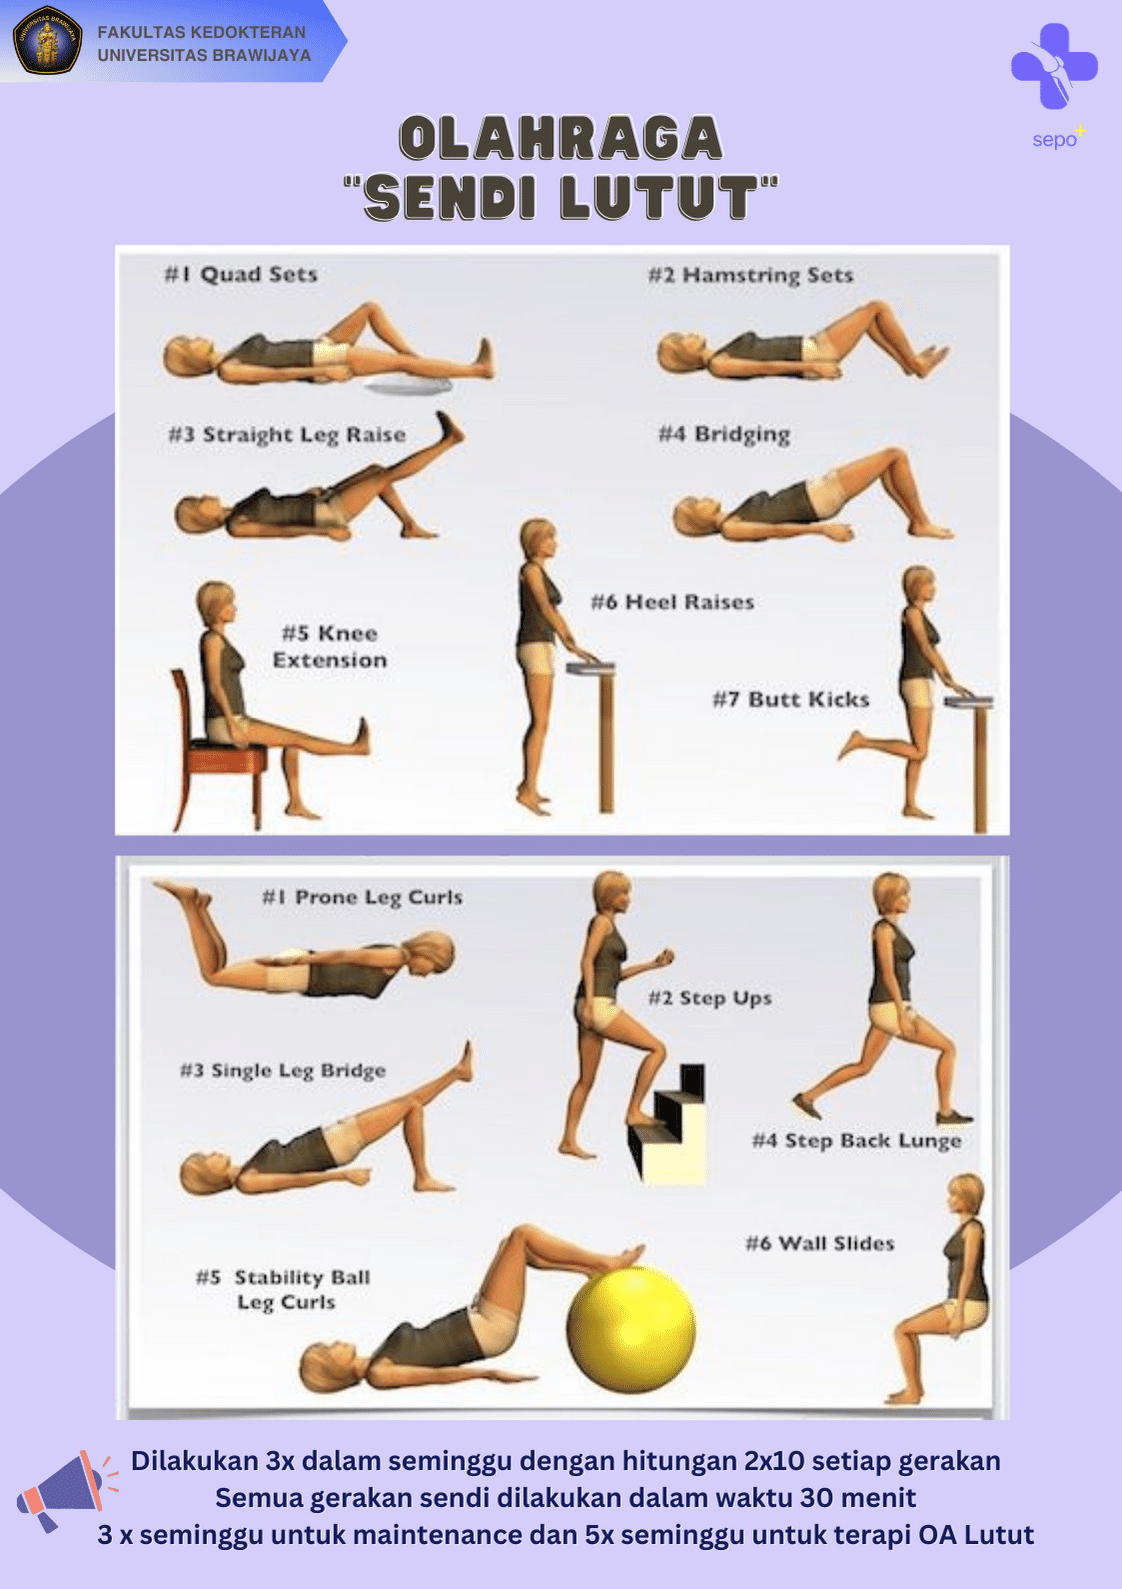 UNIVERSITAS BRAWIJAYA
FAKULTAS KEDOKTERAN
UNIVERSITAS BRAWIJAYA
sepo+
OLAHRAGA
"SENDI LUTUT"
#1 Quad Sets
#2 Hamstring Sets
#3 Straight Leg Raise
#4 Bridging
#5 Knee
Extension
#6 Heel Raises
#7 Butt Kicks
#1 Prone Leg Curls
#2 Step Ups
#3 Single Leg Bridge
#4 Step Back Lunge
#5 Stability Ball
Leg Curls
#6 Wall Slides
Dilakukan 3x dalam seminggu dengan hitungan 2x10 setiap gerakan
Semua gerakan sendi dilakukan dalam waktu 30 menit
3 x seminggu untuk maintenance dan 5x seminggu untuk terapi OA Lutut